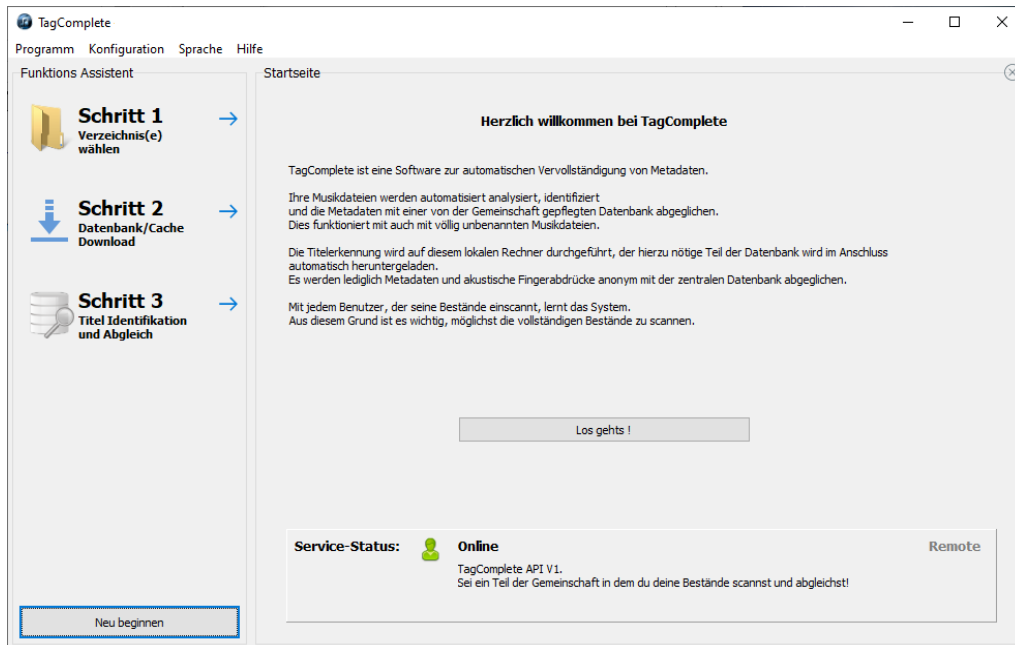 TagComplete
Programm Konfiguration Sprache Hilfe
Funktions Assistent
Schritt 1
Verzeichnis(e)
wählen
Schritt 2
Datenbank/Cache
Download
Schritt 3
Titel Identifikation
und Abgleich
Neu beginnen
Startseite
Herzlich willkommen bei TagComplete
TagComplete ist eine Software zur automatischen Vervollständigung von Metadaten.
Ihre Musikdateien werden automatisiert analysiert, identifiziert
und die Metadaten mit einer von der Gemeinschaft gepflegten Datenbank abgeglichen.
Dies funktioniert mit auch mit völlig unbenannten Musikdateien.
Die Titelerkennung wird auf diesem lokalen Rechner durchgeführt, der hierzu nötige Teil der Datenbank wird im Anschluss
automatisch heruntergeladen.
Es werden lediglich Metadaten und akustische Fingerabdrücke anonym mit der zentralen Datenbank abgeglichen.
Mit jedem Benutzer, der seine Bestände einscannt, lernt das System.
Aus diesem Grund ist es wichtig, möglichst die vollständigen Bestände zu scannen.
Los gehts !
Service-Status: Online Remote
TagComplete API V1.
Sei ein Teil der Gemeinschaft in dem du deine Bestände scannst und abgleichst!